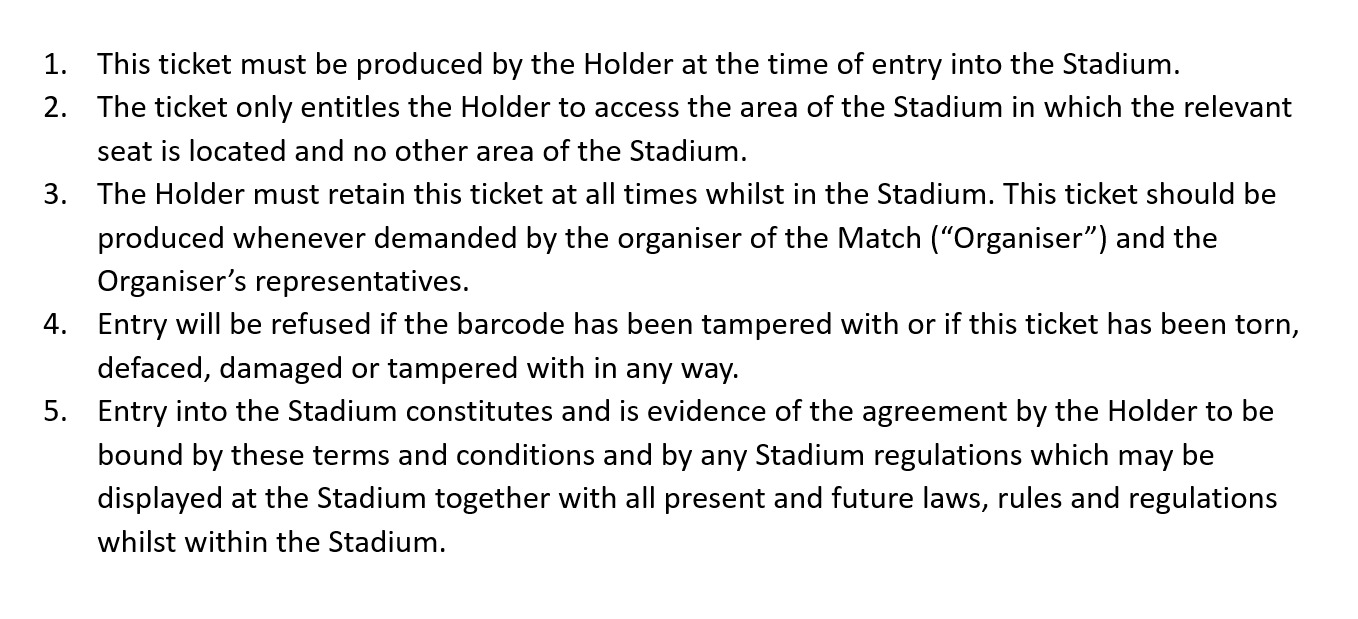 1. This ticket must be produced by the Holder at the time of entry into the Stadium.
2. The ticket only entitles the Holder to access the area of the Stadium in which the relevant
seat is located and no other area of the Stadium.
3. The Holder must retain this ticket at all times whilst in the Stadium. This ticket should be
produced whenever demanded by the organiser of the Match (“Organiser”) and the
Organiser’s representatives.
4. Entry will be refused if the barcode has been tampered with or if this ticket has been torn,
defaced, damaged or tampered with in any way.
5. Entry into the Stadium constitutes and is evidence of the agreement by the Holder to be
bound by these terms and conditions and by any Stadium regulations which may be
displayed at the Stadium together with all present and future laws, rules and regulations
whilst within the Stadium.